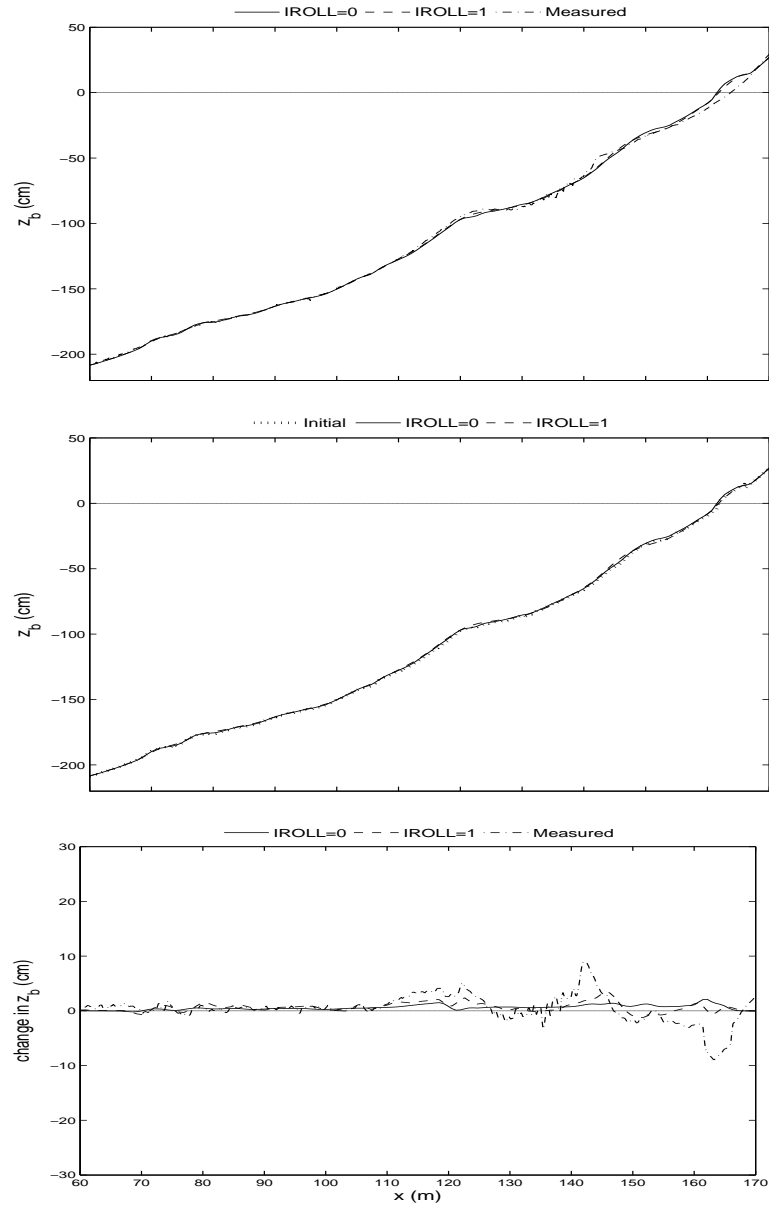 IROLL=0 IROLL=1 Measured
50
0
−50
−100
−150
−200
z_b (cm)
Initial IROLL=0 IROLL=1
50
0
−50
−100
−150
−200
z_b (cm)
IROLL=0 IROLL=1 Measured
30
20
10
0
−10
−20
−30
change in z_b (cm)
60 70 80 90 100 110 120 130 140 150 160 170
x (m)